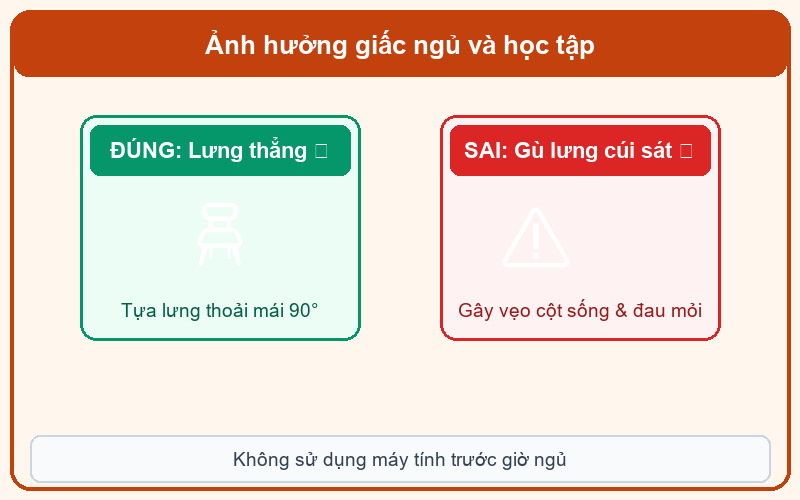 Ảnh hưởng giấc ngủ và học tập
ĐÚNG: Lưng thẳng
SAI: Gù lưng cúi sát
Tựa lưng thoải mái 90°
Gây vẹo cột sống & đau mỏi
Không sử dụng máy tính trước giờ ngủ